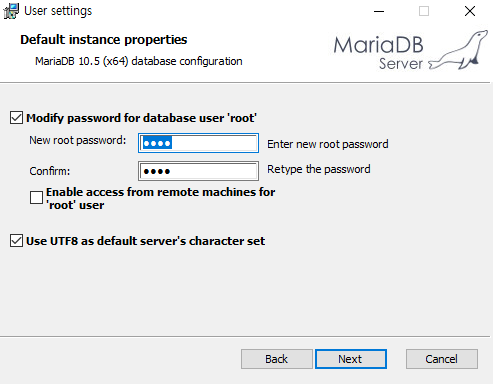 User settings
Default instance properties
MariaDB 10.5 (x64) database configuration
MariaDB
Server
Modify password for database user 'root'
New root password: ●●●● Enter new root password
Confirm: ●●●● Retype the password
Enable access from remote machines for
'root' user
Use UTF8 as default server's character set
Back Next Cancel